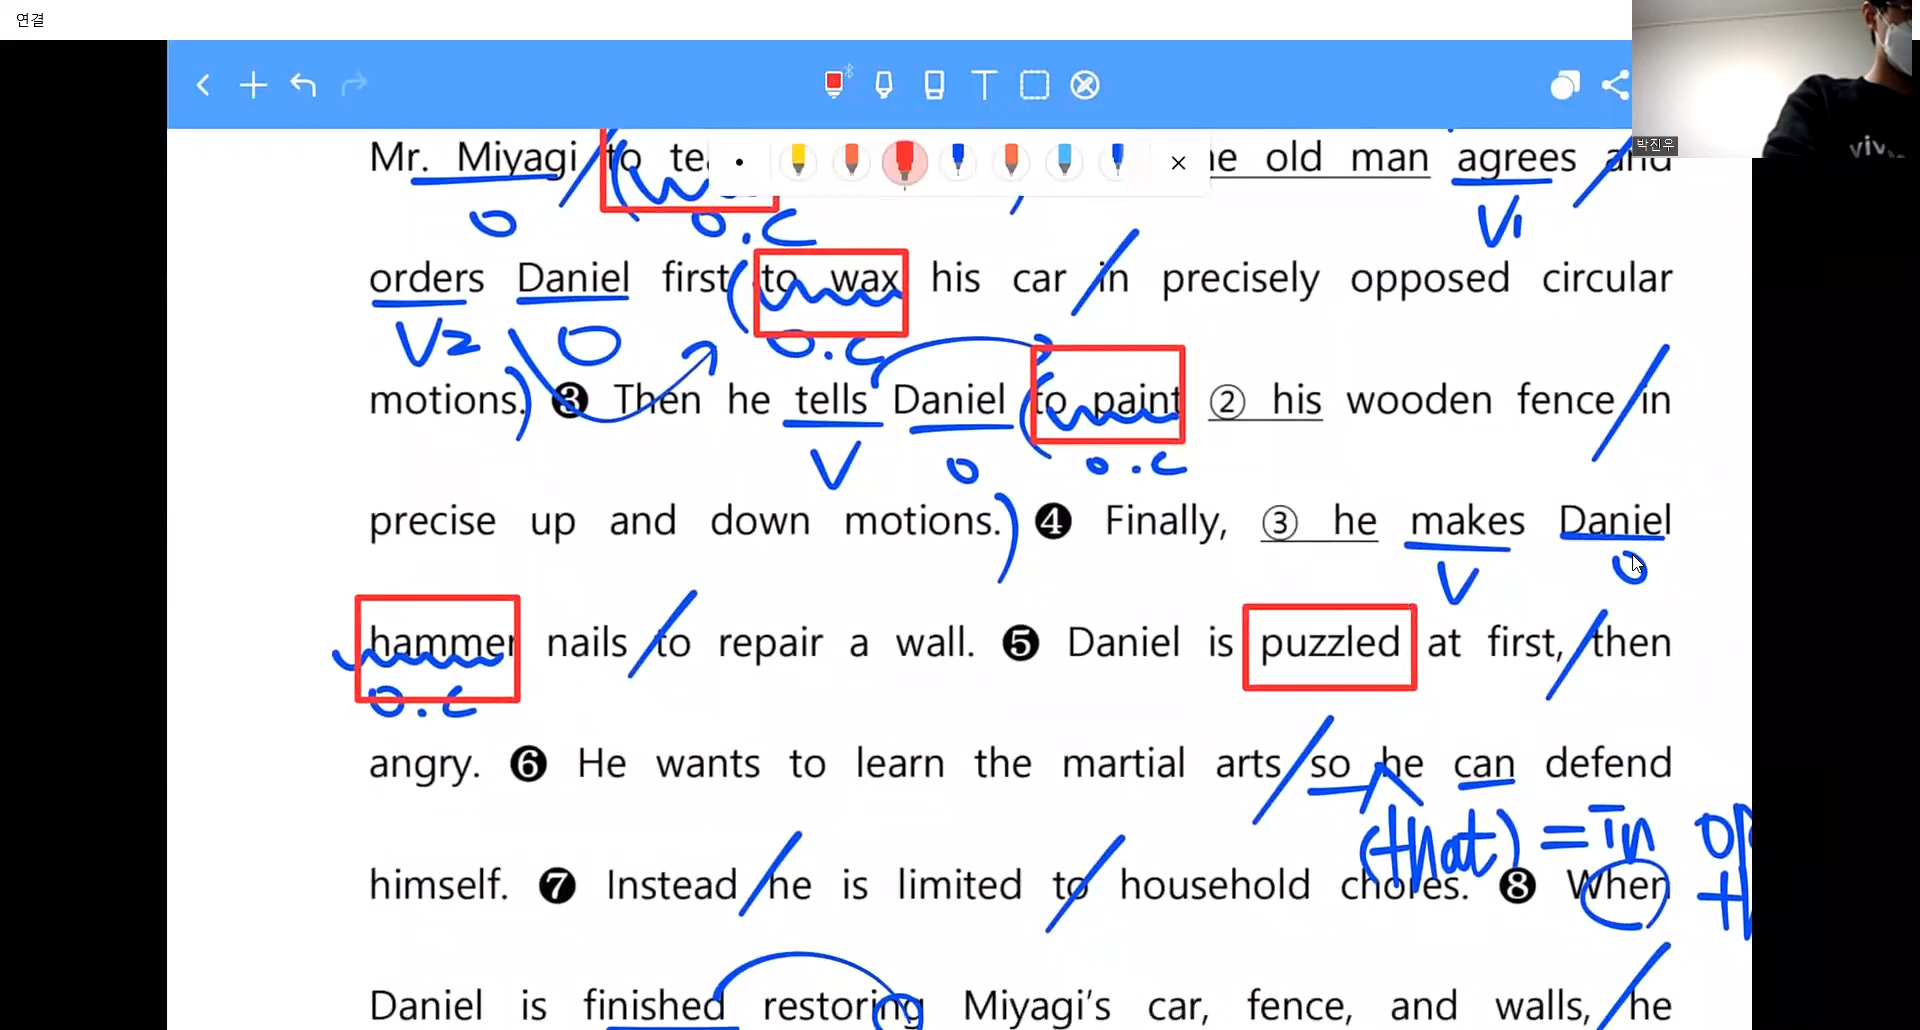 연결
박진우
viv
Mr. Miyagi to te he old man agrees and
O O.C V1
orders Daniel first to wax his car in precisely opposed circular
V2 O O.C
motions. ❸ Then he tells Daniel to paint ② his wooden fence in
V O O.C
precise up and down motions. ❹ Finally, ③ he makes Daniel
V O
hammer nails to repair a wall. ❺ Daniel is puzzled at first, then
O.C
angry. ❻ He wants to learn the martial arts so he can defend
(that) = In
himself. ❼ Instead he is limited to household chores. ❽ When
Daniel is finished restoring Miyagi's car, fence, and walls, he